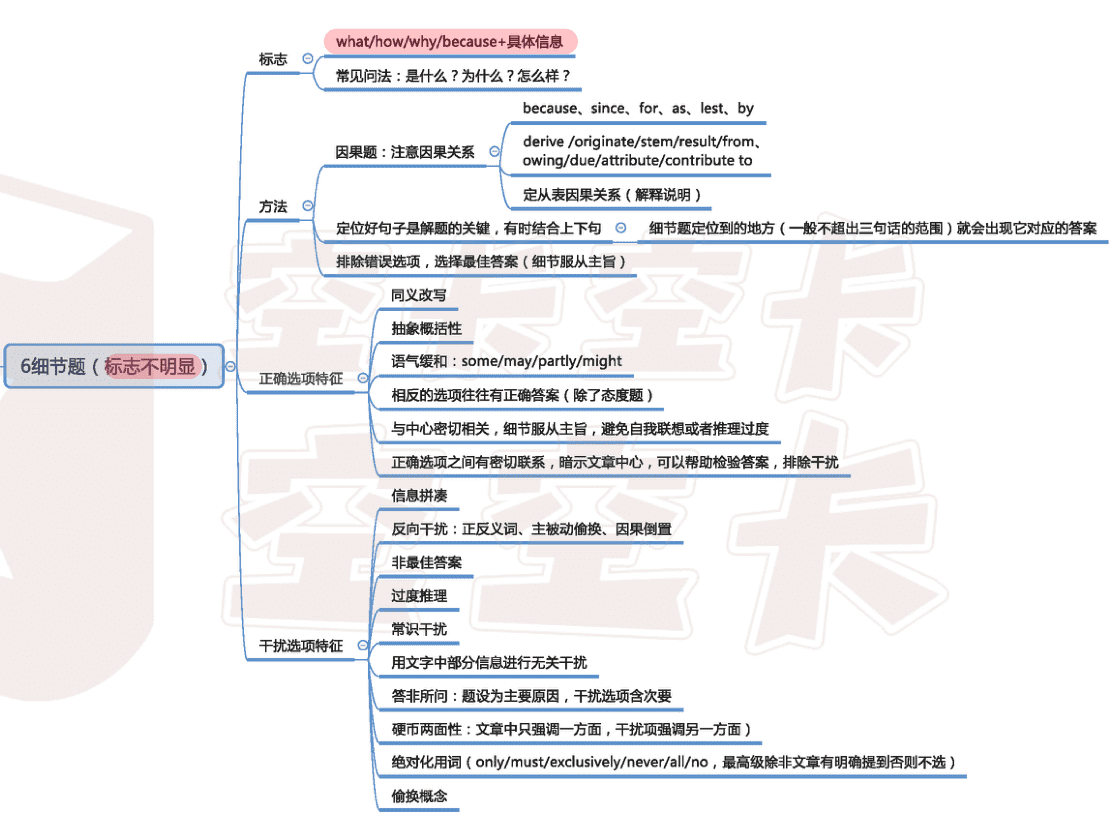 6细节题（标志不明显）
标志
what/how/why/because+具体信息
常见问法：是什么？为什么？怎么样？
方法
因果题：注意因果关系
because、since、for、as、lest、by
derive /originate/stem/result/from、
owing/due/attribute/contribute to
定从表因果关系（解释说明）
定位好句子是解题的关键，有时结合上下句
细节题定位到的地方（一般不超出三句话的范围）就会出现它对应的答案
排除错误选项，选择最佳答案（细节服从主旨）
正确选项特征
同义改写
抽象概括性
语气缓和：some/may/partly/might
相反的选项往往有正确答案（除了态度题）
与中心密切相关，细节服从主旨，避免自我联想或者推理过度
正确选项之间有密切联系，暗示文章中心，可以帮助检验答案，排除干扰
干扰选项特征
信息拼凑
反向干扰：正反义词、主被动偷换、因果倒置
非最佳答案
过度推理
常识干扰
用文字中部分信息进行无关干扰
答非所问：题设为主要原因，干扰选项含次要
硬币两面性：文章中只强调一方面，干扰项强调另一方面）
绝对化用词（only/must/exclusively/never/all/no，最高级除非文章有明确提到否则不选）
偷换概念
空卡空卡
空空卡